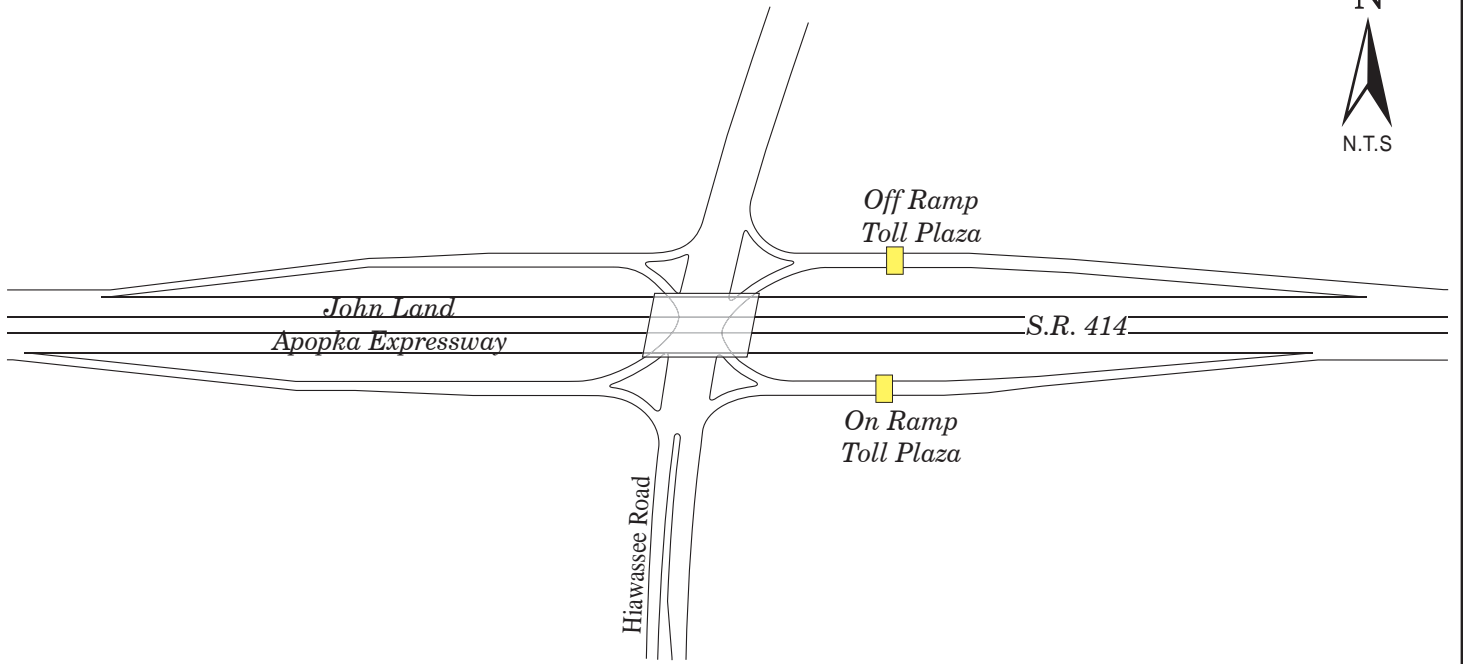 N
N.T.S
Off Ramp
Toll Plaza
John Land
Apopka Expressway
S.R. 414
On Ramp
Toll Plaza
Hiawassee Road